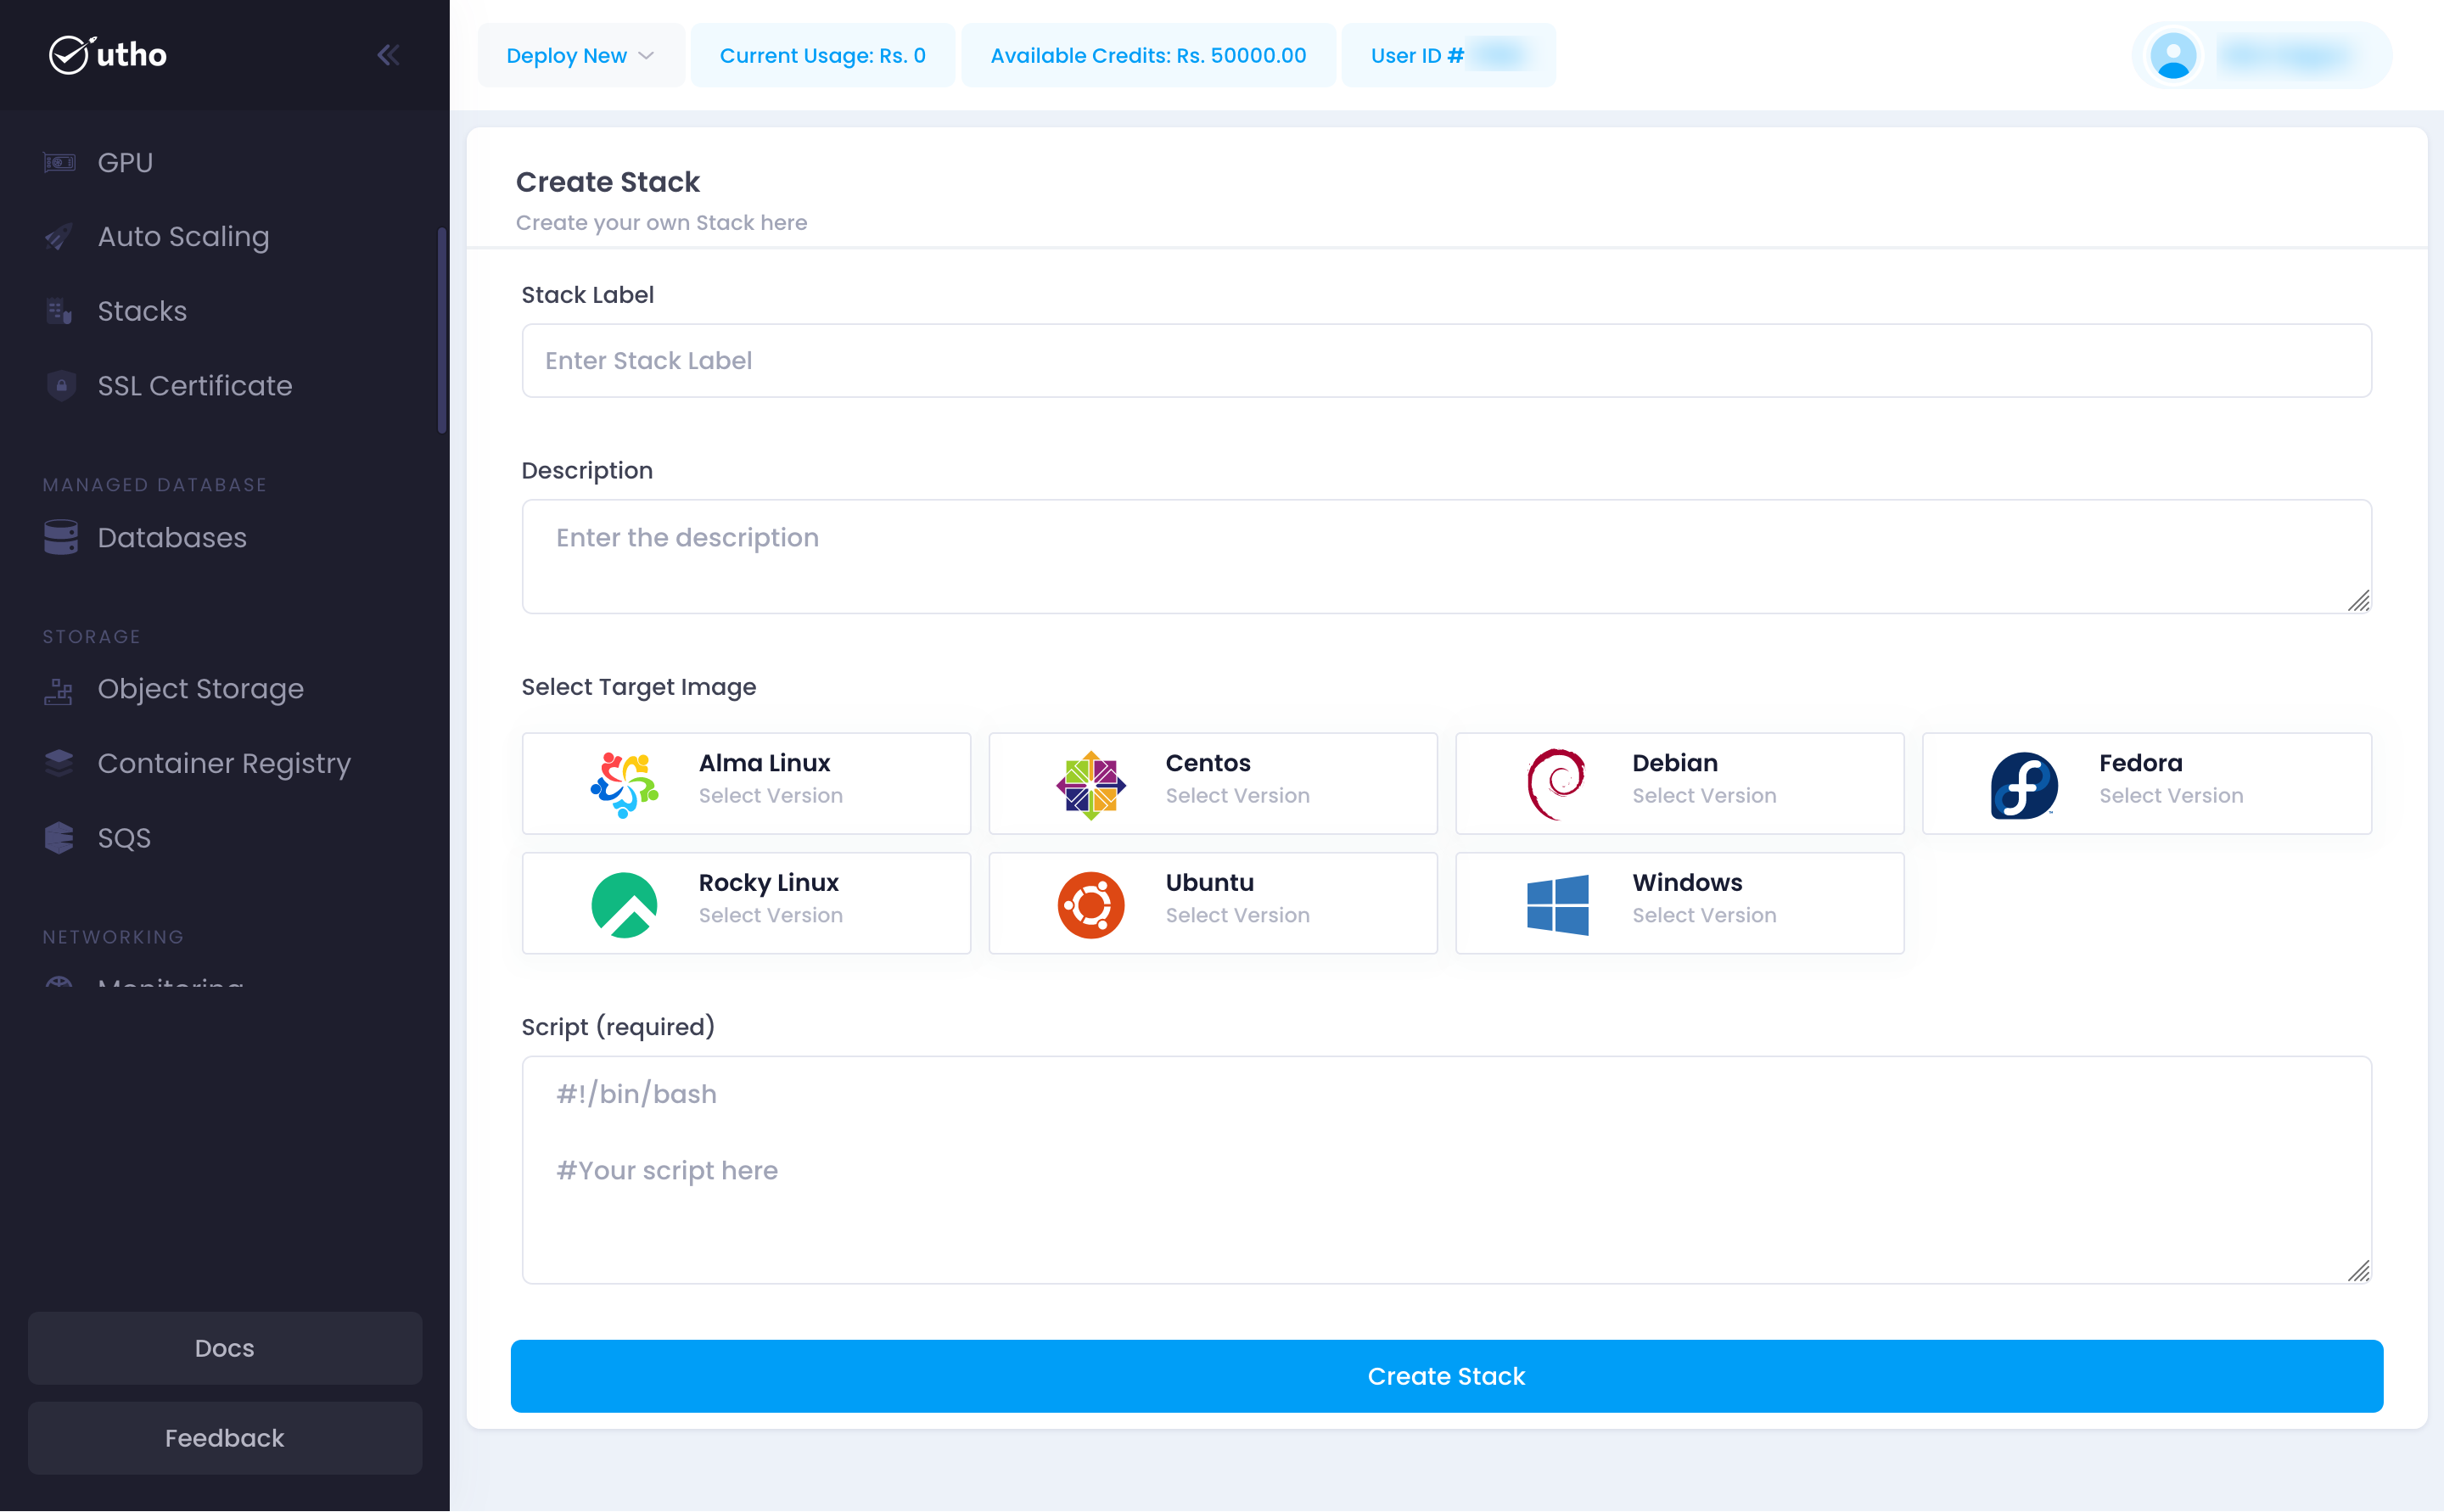 utho
Deploy New
Current Usage: Rs. 0
Available Credits: Rs. 50000.00
User ID #
GPU
Auto Scaling
Stacks
SSL Certificate
MANAGED DATABASE
Databases
STORAGE
Object Storage
Container Registry
SQS
NETWORKING
Monitoring
Docs
Feedback
Create Stack
Create your own Stack here
Stack Label
Enter Stack Label
Description
Enter the description
Select Target Image
Alma Linux
Select Version
Centos
Select Version
Debian
Select Version
Fedora
Select Version
Rocky Linux
Select Version
Ubuntu
Select Version
Windows
Select Version
Script (required)
#!/bin/bash
#Your script here
Create Stack